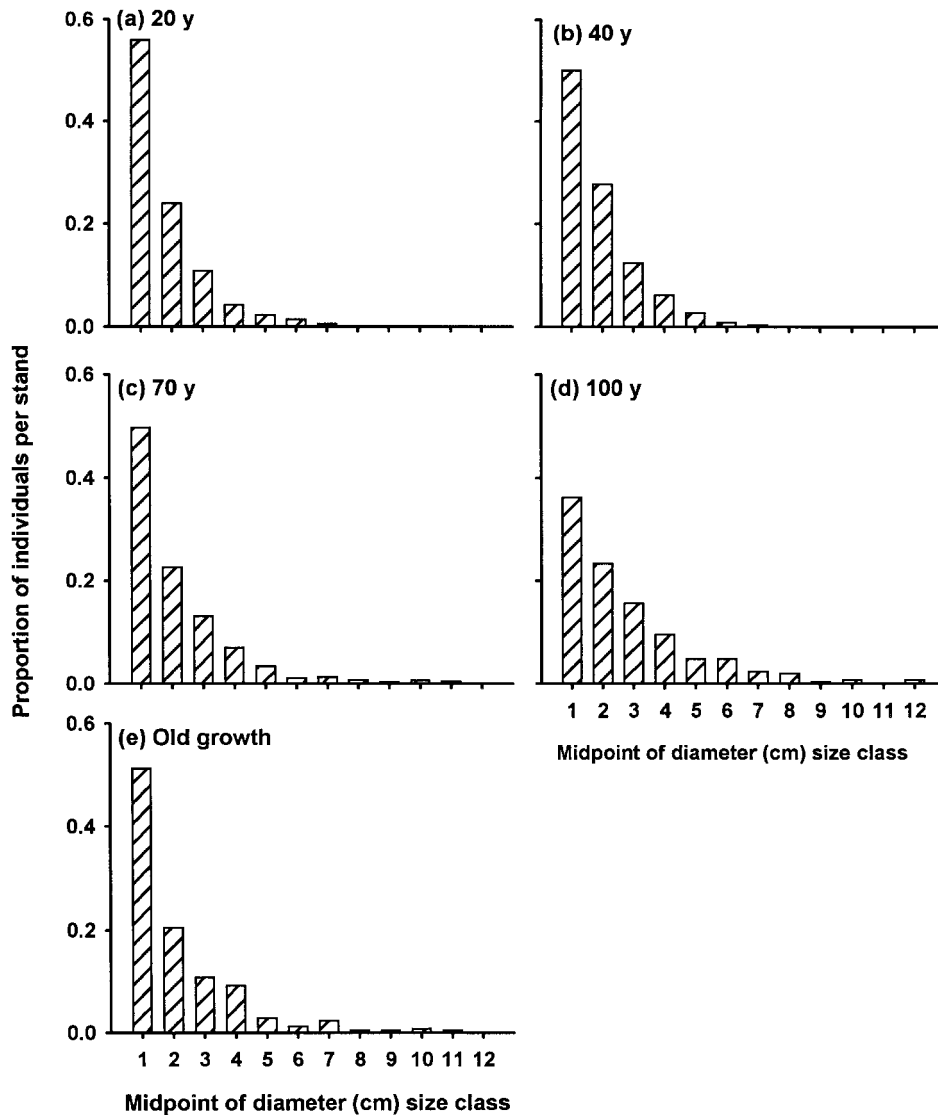 (a) 20 y
(b) 40 y
0.6
0.4
0.2
0.0
(c) 70 y
(d) 100 y
0.6
0.4
0.2
0.0
1 2 3 4 5 6 7 8 9 10 11 12
Midpoint of diameter (cm) size class
(e) Old growth
0.6
0.4
0.2
0.0
1 2 3 4 5 6 7 8 9 10 11 12
Midpoint of diameter (cm) size class
Proportion of individuals per stand